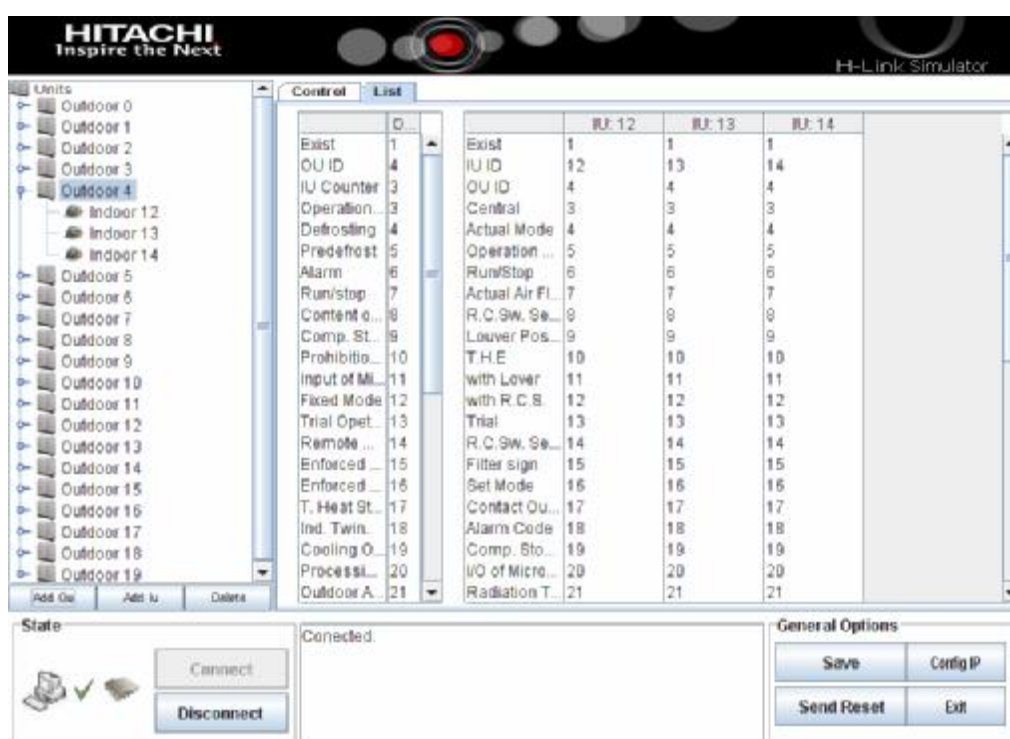 HITACHI
Inspire the Next
H-Link Simulator
Units
Outdoor 0
Outdoor 1
Outdoor 2
Outdoor 3
Outdoor 4
Indoor 12
Indoor 13
Indoor 14
Outdoor 5
Outdoor 6
Outdoor 7
Outdoor 8
Outdoor 9
Outdoor 10
Outdoor 11
Outdoor 12
Outdoor 13
Outdoor 14
Outdoor 15
Outdoor 16
Outdoor 17
Outdoor 18
Outdoor 19
Add Ou Add Iu Delete
Control List
O...
Exist 1
OU ID 4
IU Counter 3
Operation... 3
Defrosting 4
Predefrost 5
Alarm 6
Run/stop 7
Content o... 8
Comp. St... 9
Prohibitio... 10
Input of Mi... 11
Fixed Mode 12
Trial Opet... 13
Remote ... 14
Enforced ... 15
Enforced ... 16
T. Heat St... 17
Ind. Twin. 18
Cooling O... 19
Processi... 20
Outdoor A... 21
IU: 12 IU: 13 IU: 14
Exist 1 1 1
IU ID 12 13 14
OU ID 4 4 4
Central 3 3 3
Actual Mode 4 4 4
Operation ... 5 5 5
Run/Stop 6 6 6
Actual Air Fl... 7 7 7
R.C.Sw. Se... 8 8 8
Louver Pos... 9 9 9
T.H.E 10 10 10
with Lover 11 11 11
with R.C.S. 12 12 12
Trial 13 13 13
R.C.Sw. Se... 14 14 14
Filter sign 15 15 15
Set Mode 16 16 16
Contact Ou... 17 17 17
Alarm Code 18 18 18
Comp. Sto... 19 19 19
I/O of Micro... 20 20 20
Radiation T... 21 21 21
State
Connect
Disconnect
Conected.
General Options
Save Config IP
Send Reset Exit